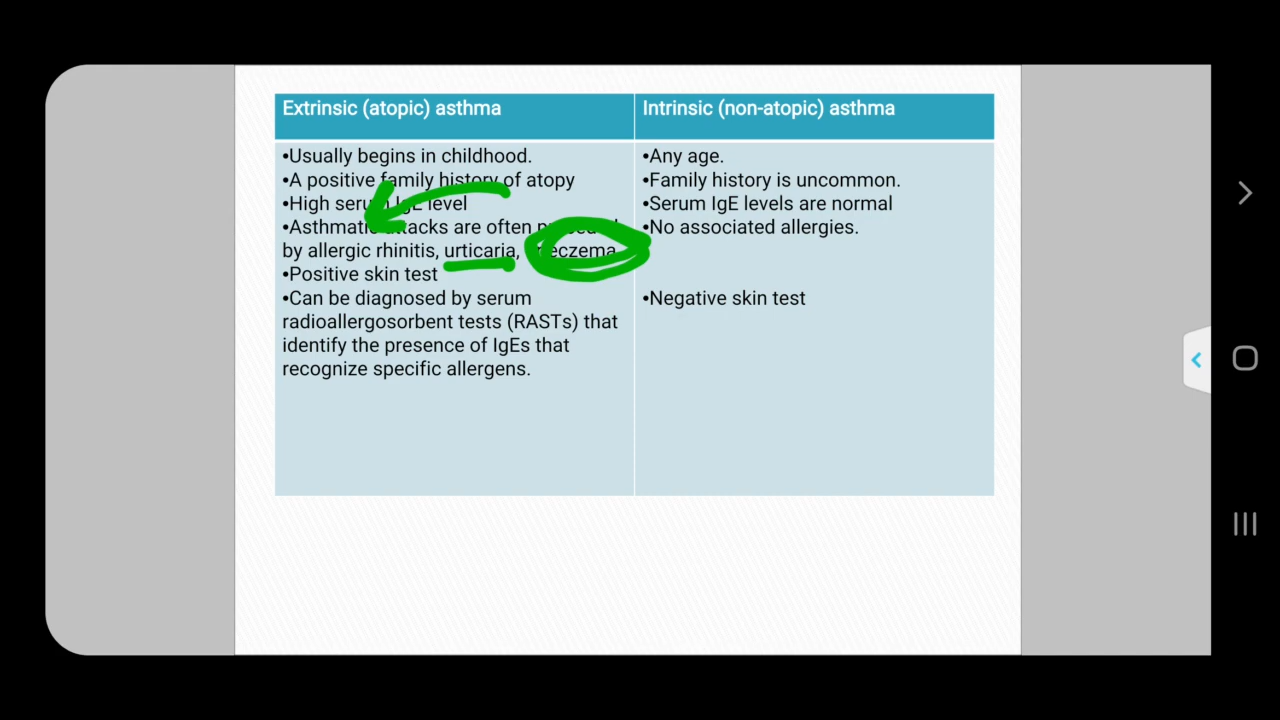 Extrinsic (atopic) asthma
•Usually begins in childhood.
•A positive family history of atopy
•High serum IgE level
•Asthmatic attacks are often
by allergic rhinitis, urticaria, eczema
•Positive skin test
•Can be diagnosed by serum
radioallergosorbent tests (RASTs) that
identify the presence of IgEs that
recognize specific allergens.
Intrinsic (non-atopic) asthma
•Any age.
•Family history is uncommon.
•Serum IgE levels are normal
•No associated allergies.
•Negative skin test